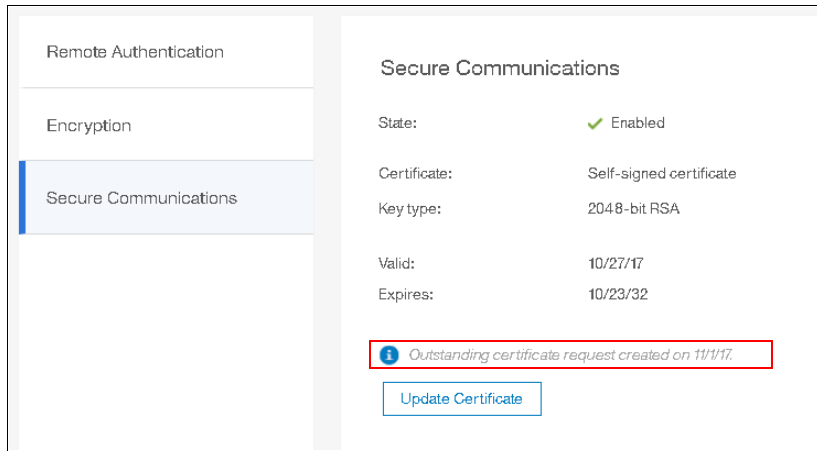 Remote Authentication
Encryption
Secure Communications
Secure Communications
State: Enabled
Certificate: Self-signed certificate
Key type: 2048-bit RSA
Valid: 10/27/17
Expires: 10/23/32
Outstanding certificate request created on 11/1/17.
Update Certificate